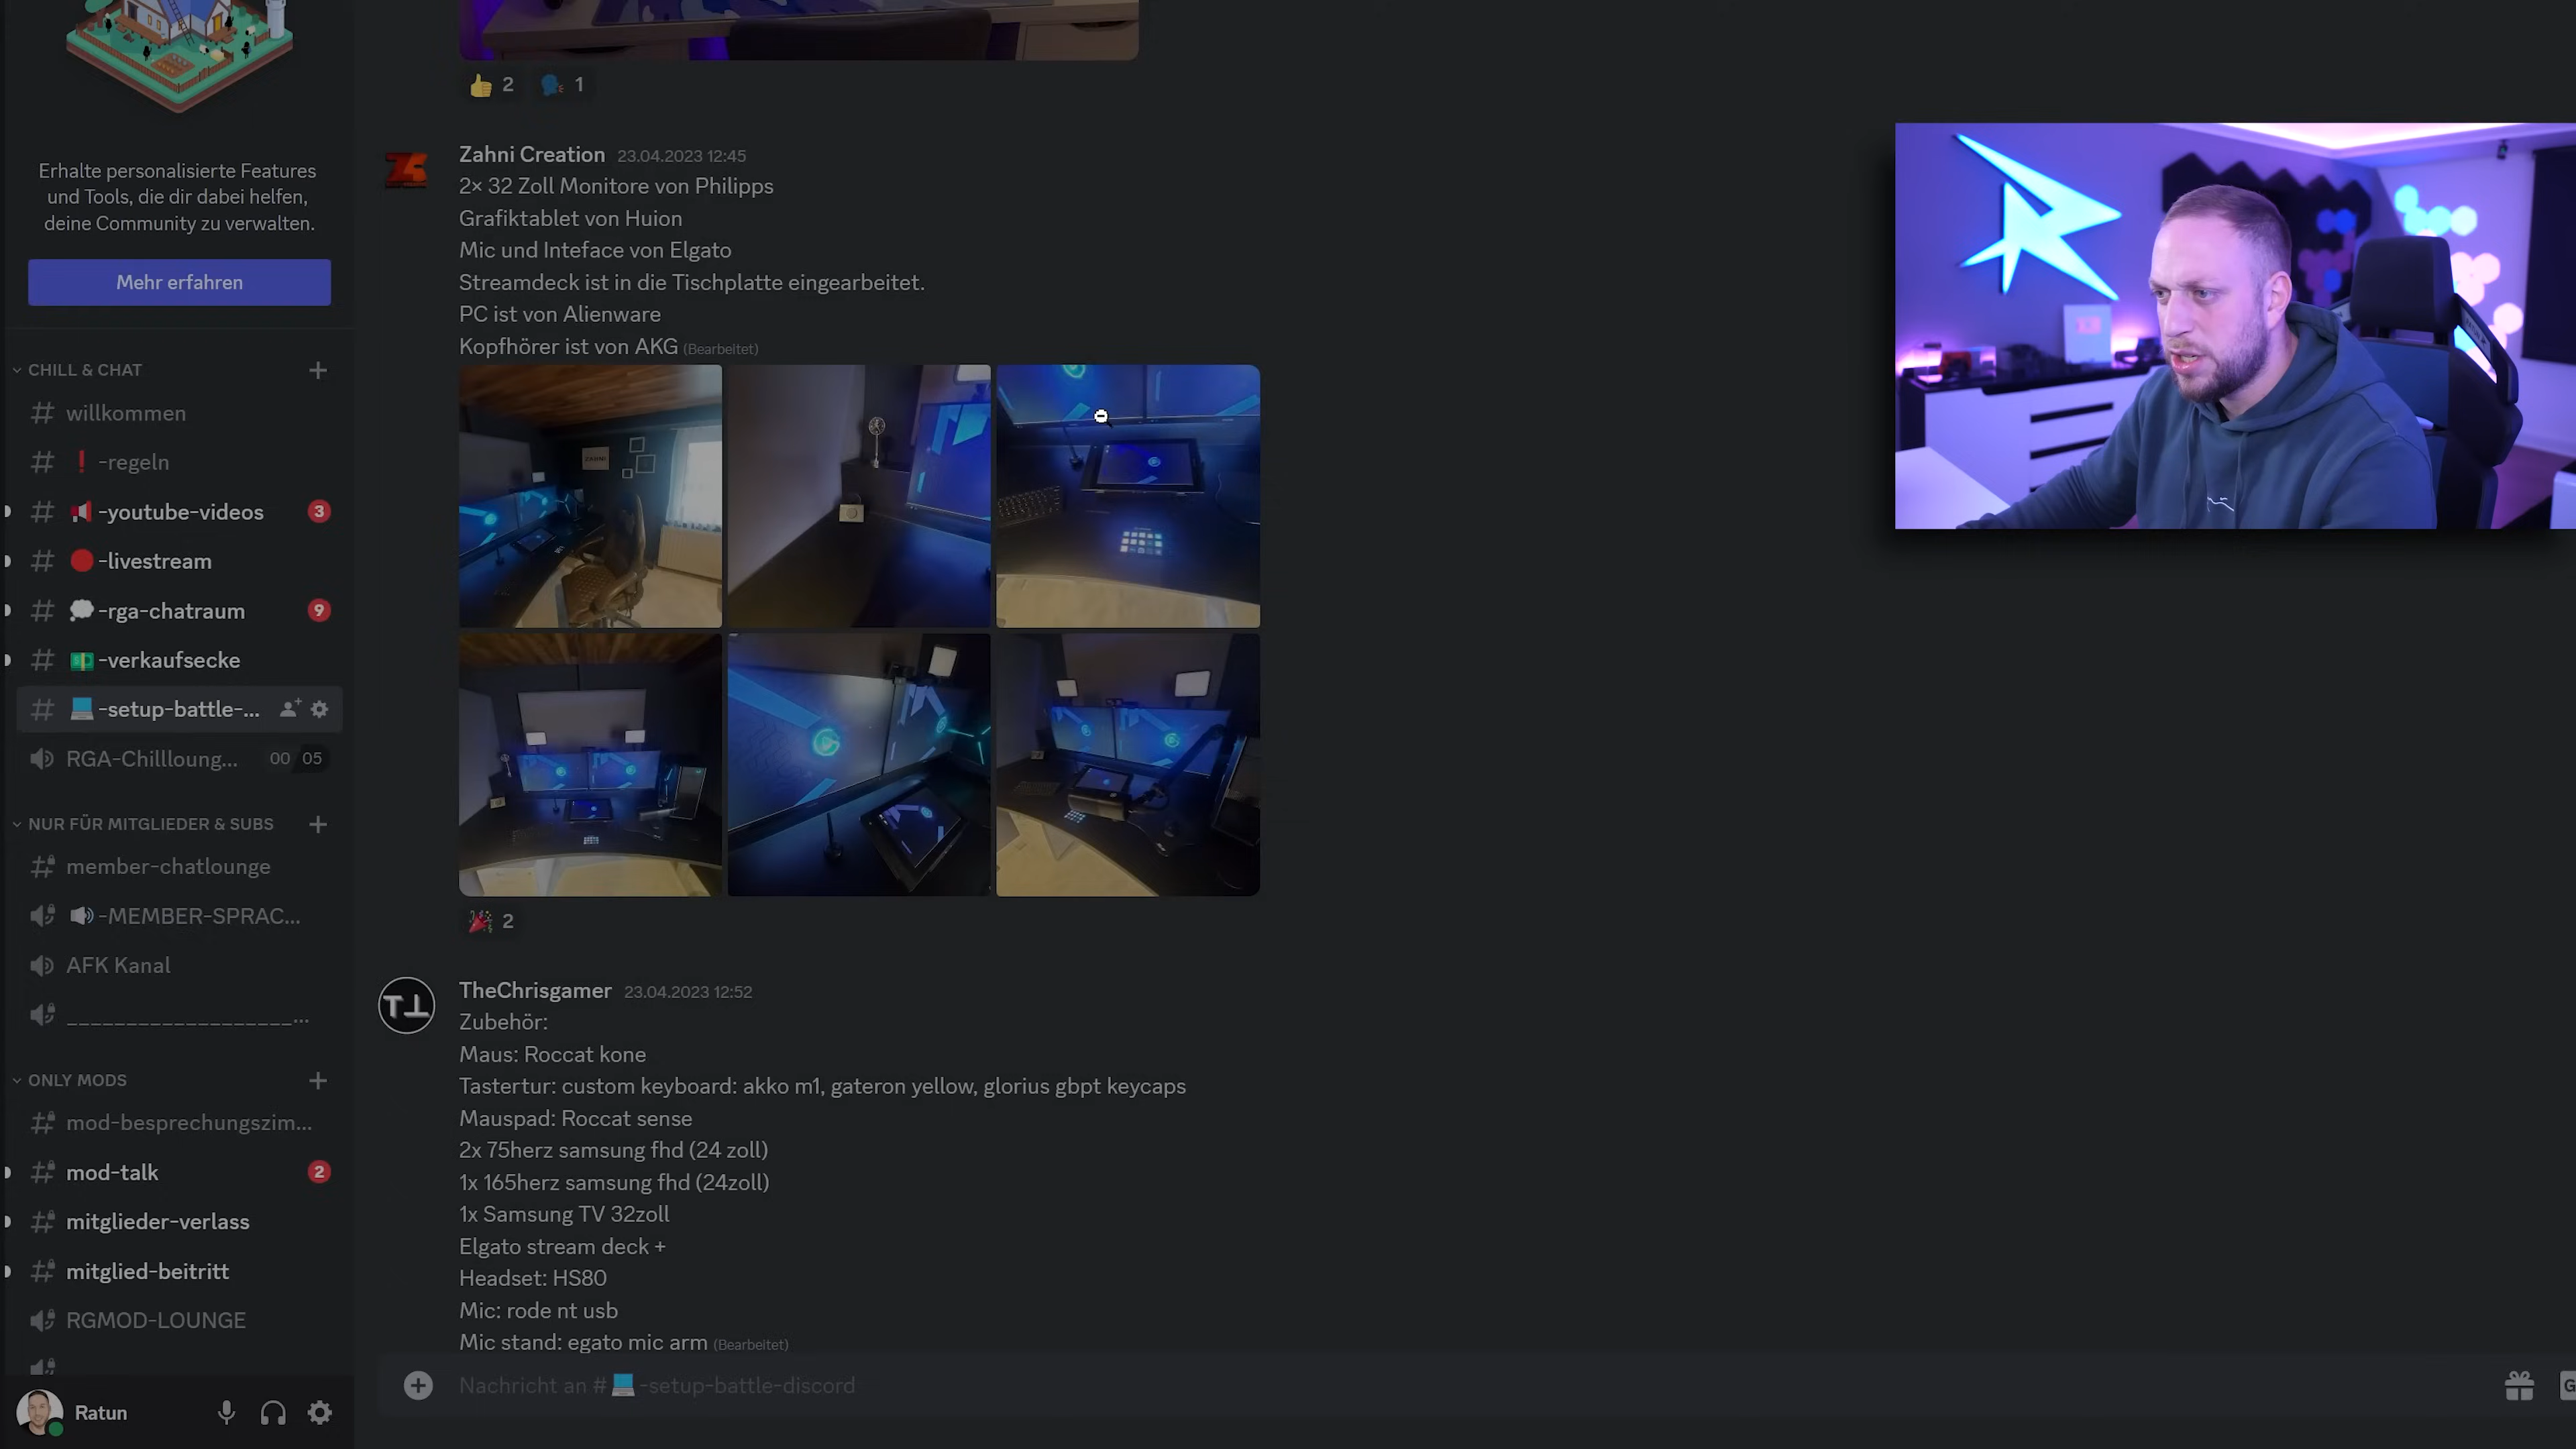 Erhalte personalisierte Features
und Tools, die dir dabei helfen,
deine Community zu verwalten.
Mehr erfahren
CHILL & CHAT
willkommen
-regeln
-youtube-videos 3
-livestream
-rga-chatraum 9
-verkaufsecke
-setup-battle-...
RGA-Chilloung... 00 05
NUR FÜR MITGLIEDER & SUBS
member-chatlounge
-MEMBER-SPRAC...
AFK Kanal
____________________...
ONLY MODS
mod-besprechungszim...
mod-talk 2
mitglieder-verlass
mitglied-beitritt
RGMOD-LOUNGE
Ratun
2 1
Zahni Creation 23.04.2023 12:45
2× 32 Zoll Monitore von Philipps
Grafiktablet von Huion
Mic und Inteface von Elgato
Streamdeck ist in die Tischplatte eingearbeitet.
PC ist von Alienware
Kopfhörer ist von AKG (Bearbeitet)
ZAHNI
2
TheChrisgamer 23.04.2023 12:52
Zubehör:
Maus: Roccat kone
Tastertur: custom keyboard: akko m1, gateron yellow, glorius gbpt keycaps
Mauspad: Roccat sense
2x 75herz samsung fhd (24 zoll)
1x 165herz samsung fhd (24zoll)
1x Samsung TV 32zoll
Elgato stream deck +
Headset: HS80
Mic: rode nt usb
Mic stand: egato mic arm (Bearbeitet)
Nachricht an # -setup-battle-discord